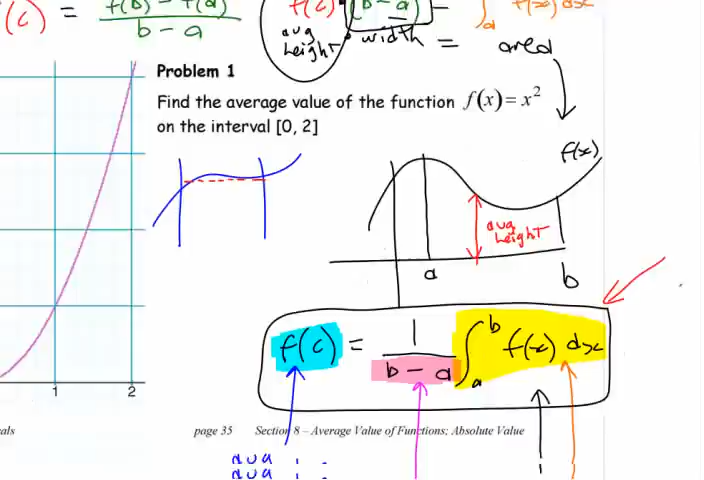 '(c) = f(b) - f(a) / b - a
f(c) (b - a) = ∫a f(x) dx
avg height · width = area
Problem 1
Find the average value of the function f(x) = x²
on the interval [0, 2]
f(x)
avg
height
a
b
f(c) = 1 / b - a ∫a^b f(x) dx
1 2
als page 35 Section 8 – Average Value of Functions; Absolute Value